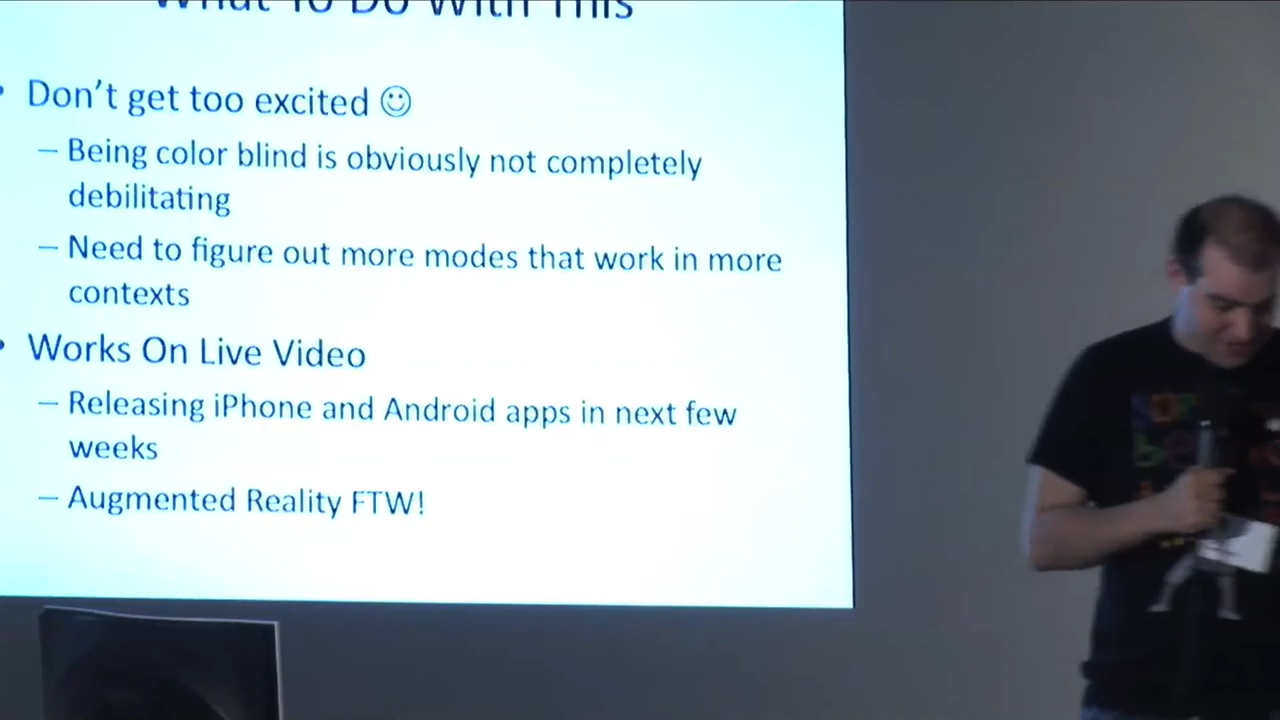 What To Do With This
• Don't get too excited ☺
– Being color blind is obviously not completely
debilitating
– Need to figure out more modes that work in more
contexts
• Works On Live Video
– Releasing iPhone and Android apps in next few
weeks
– Augmented Reality FTW!